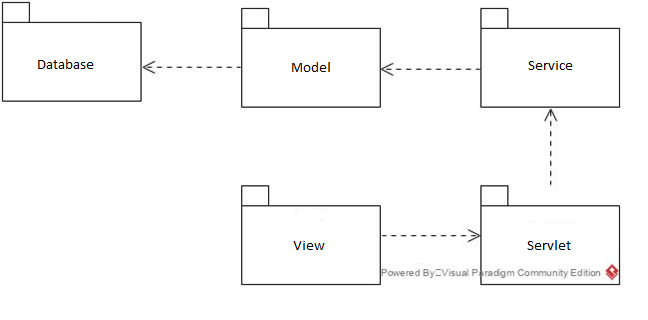 Database
Model
Service
View
Servlet
Powered By Visual Paradigm Community Edition